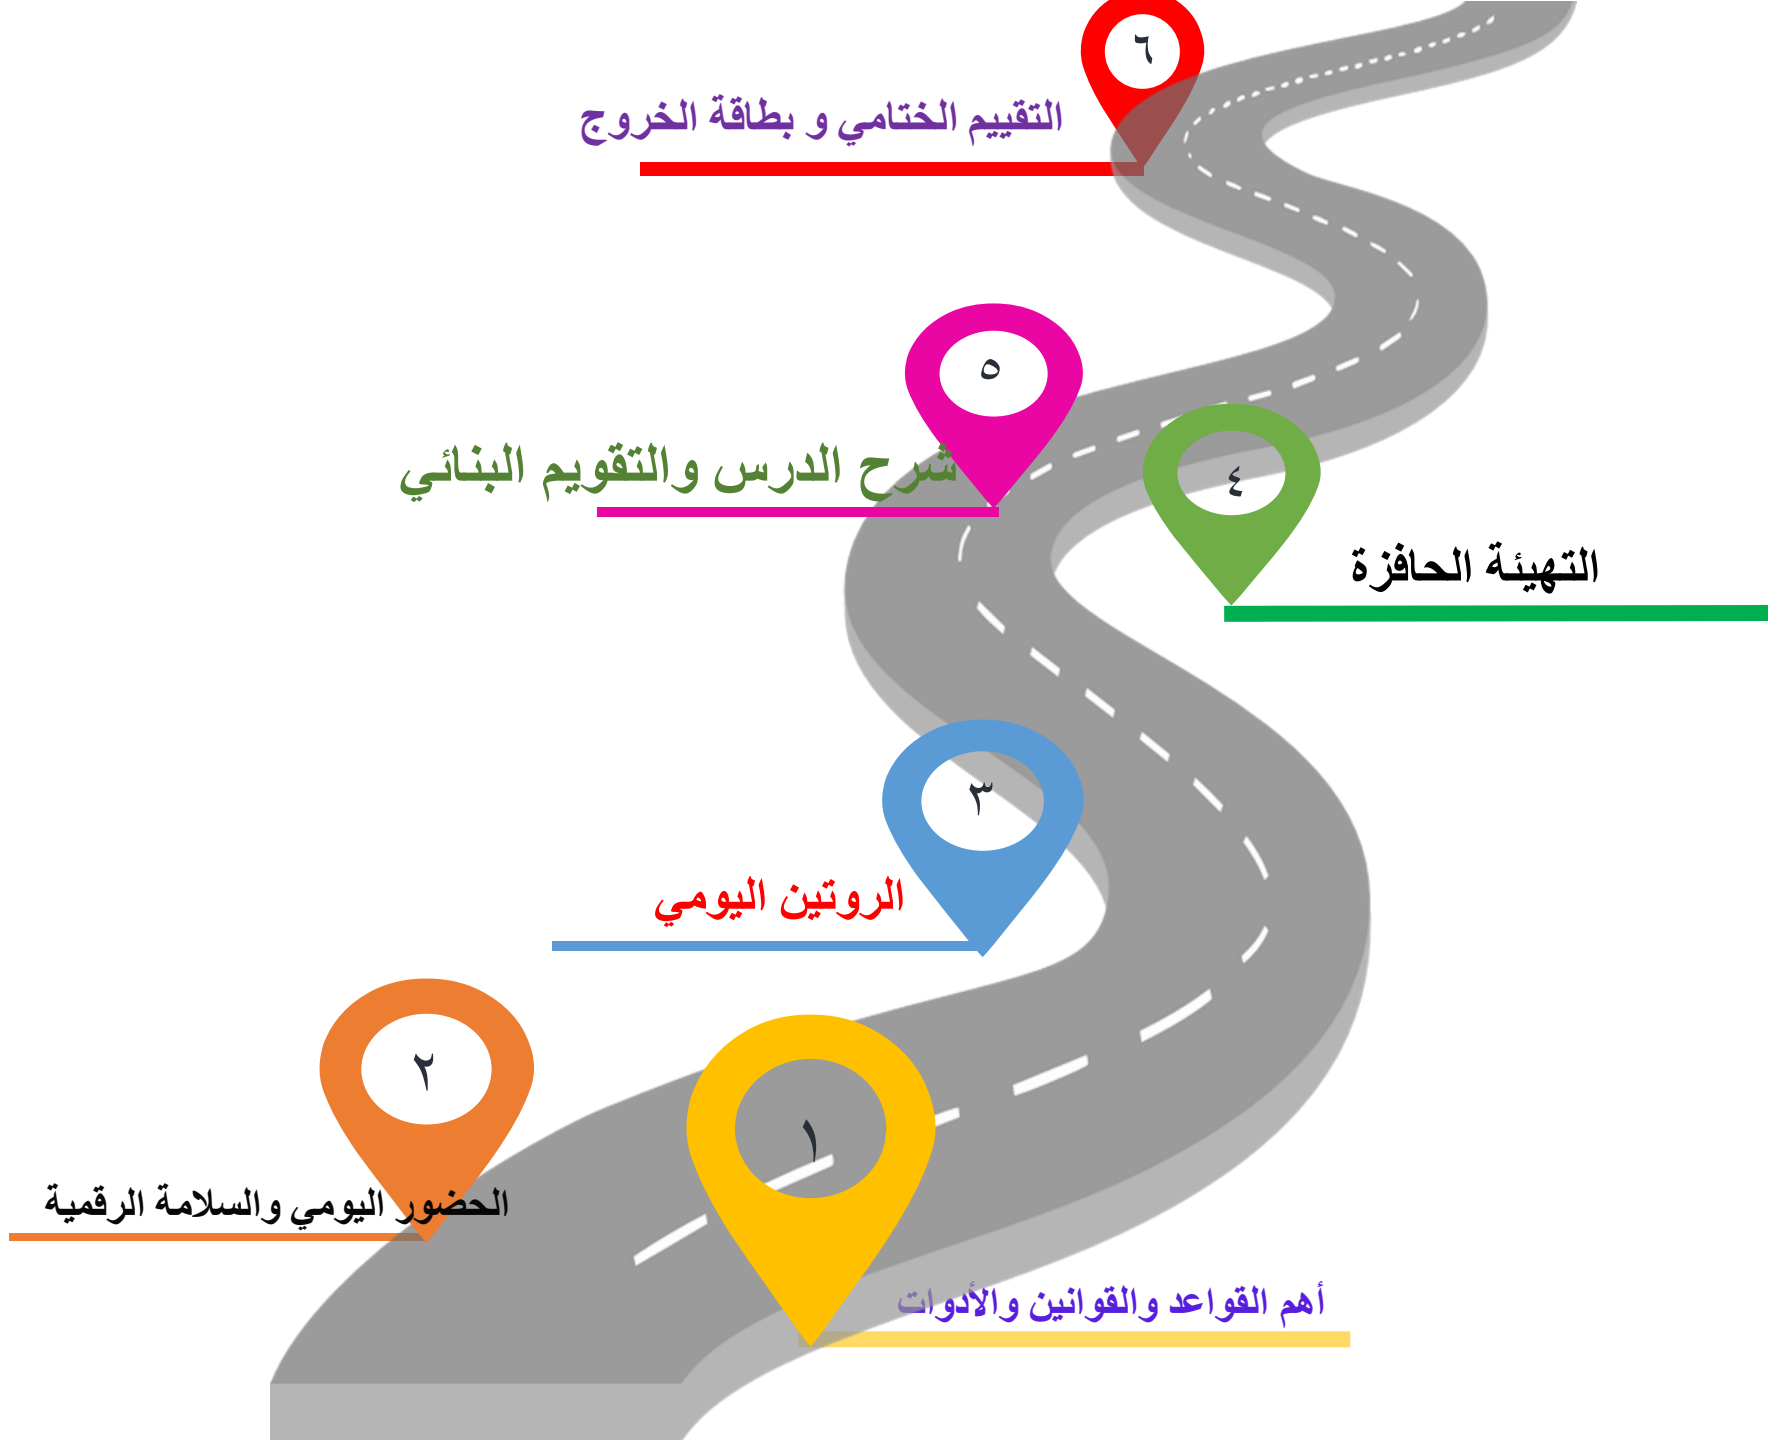 ٦
التقييم الختامي و بطاقة الخروج
٥
شرح الدرس والتقويم البنائي
٤
التهيئة الحافزة
٣
الروتين اليومي
٢
الحضور اليومي والسلامة الرقمية
١
أهم القواعد والقوانين والأدوات